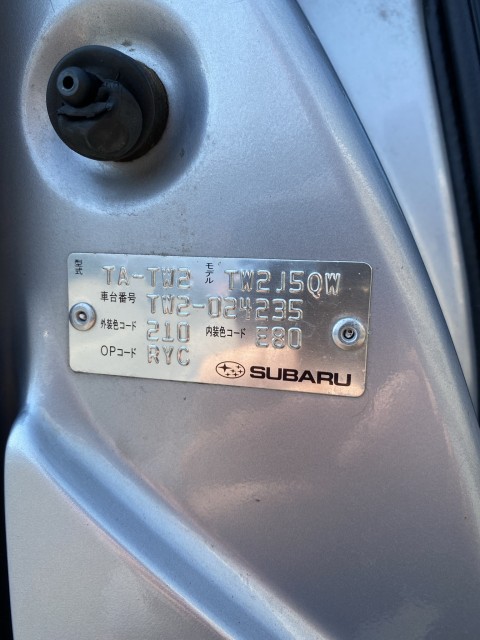 型式 TA-TW2 モデル TW2J5QW
車台番号 TW2-024235
外装色コード 210 内装色コード E80
OPコード RYC SUBARU